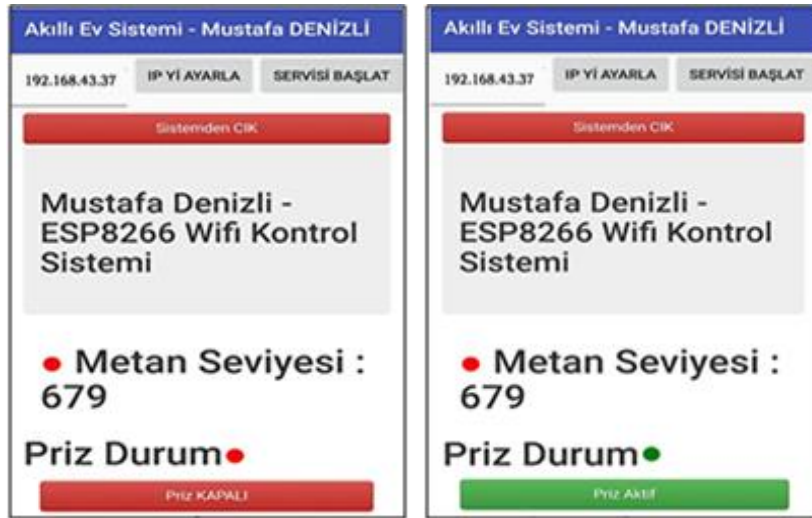 Akıllı Ev Sistemi - Mustafa DENİZLİ
192.168.43.37 IP Yİ AYARLA SERVİSİ BAŞLAT
Sistemden CIK
Mustafa Denizli -
ESP8266 Wifi Kontrol
Sistemi
Metan Seviyesi :
679
Priz Durum
Priz KAPALI
Akıllı Ev Sistemi - Mustafa DENİZLİ
192.168.43.37 IP Yİ AYARLA SERVİSİ BAŞLAT
Sistemden CIK
Mustafa Denizli -
ESP8266 Wifi Kontrol
Sistemi
Metan Seviyesi :
679
Priz Durum
Priz Aktif